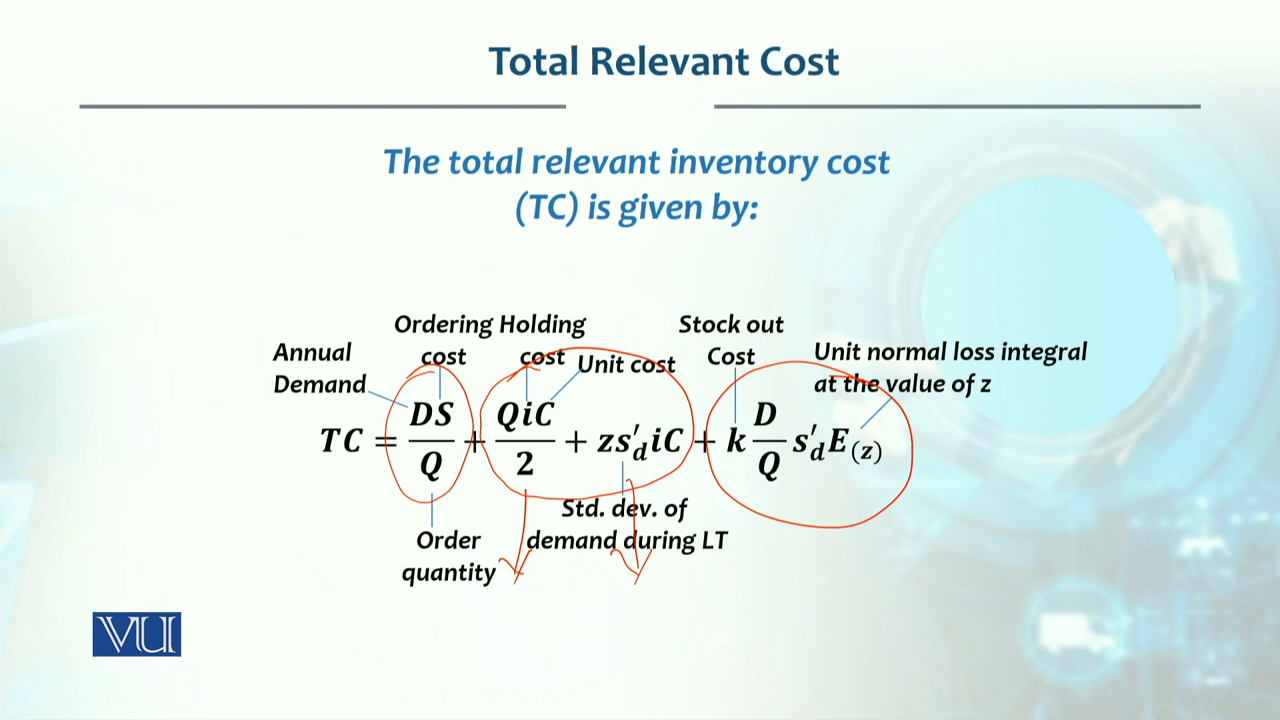 Total Relevant Cost
The total relevant inventory cost
(TC) is given by:
Ordering Holding
cost cost
Stock out
Cost
Annual
Demand
Unit cost
Unit normal loss integral
at the value of z
TC = DS/Q + QiC/2 + zs′_d iC + k D/Q s′_d E_(z)
Std. dev. of
demand during LT
Order
quantity
VU